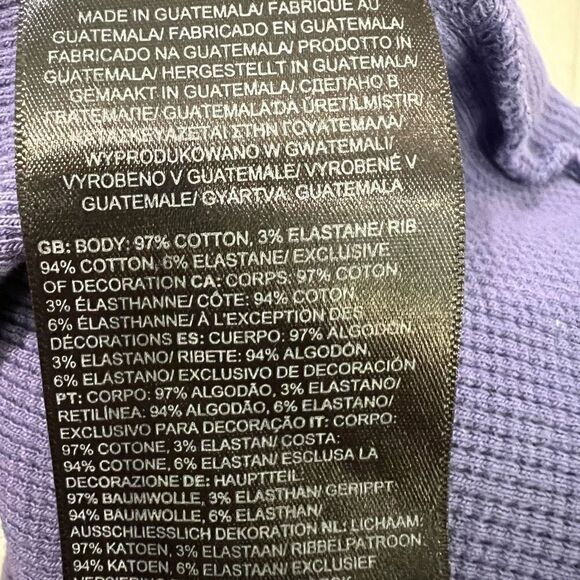 MADE IN GUATEMALA/ FABRIQUE AU
GUATEMALA/ FABRICADO EN GUATEMALA/
FABRICADO NA GUATEMALA/ PRODOTTO IN
GUATEMALA/ HERGESTELLT IN GUATEMALA/
GEMAAKT IN GUATEMALA/ СДЕЛАНО В
ГВАТЕМАЛЕ/ GUATEMALA'DA ÜRETİLMİŞTİR/
ΚΑΤΑΣΚΕΥΑΖΕΤΑΙ ΣΤΗΝ ΓΟΥΑΤΕΜΑΛΑ/
WYPRODUKOWANO W GWATEMALI/
VYROBENO V GUATEMALE/ VYROBENÉ V
GUATEMALE/ GYÁRTVA: GUATEMALA
GB: BODY: 97% COTTON, 3% ELASTANE/ RIB:
94% COTTON, 6% ELASTANE/ EXCLUSIVE
OF DECORATION CA: CORPS: 97% COTON,
3% ÉLASTHANNE/ CÔTE: 94% COTON,
6% ÉLASTHANNE/ À L'EXCEPTION DES
DÉCORATIONS ES: CUERPO: 97% ALGODÓN,
3% ELASTANO/ RIBETE: 94% ALGODÓN,
6% ELASTANO/ EXCLUSIVO DE DECORACIÓN
PT: CORPO: 97% ALGODÃO, 3% ELASTANO/
RETILÍNEA: 94% ALGODÃO, 6% ELASTANO/
EXCLUSIVO PARA DECORAÇÃO IT: CORPO:
97% COTONE, 3% ELASTAN/ COSTA:
94% COTONE, 6% ELASTAN/ ESCLUSA LA
DECORAZIONE DE: HAUPTTEIL:
97% BAUMWOLLE, 3% ELASTHAN/ GERIPPT:
94% BAUMWOLLE, 6% ELASTHAN/
AUSSCHLIESSLICH DEKORATION NL: LICHAAM:
97% KATOEN, 3% ELASTAAN/ RIBBELPATROON:
94% KATOEN, 6% ELASTAAN/ EXCLUSIEF